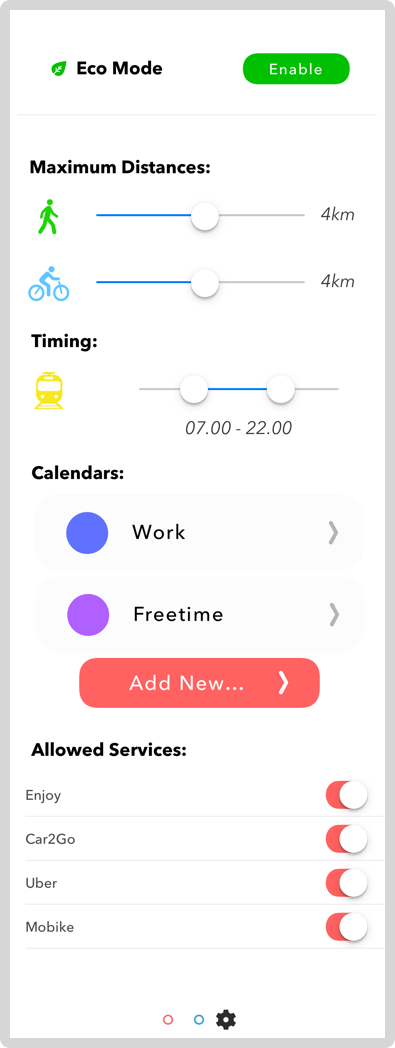 Eco Mode
Enable
Maximum Distances:
4km
4km
Timing:
07.00 - 22.00
Calendars:
Work
Freetime
Add New...
Allowed Services:
Enjoy
Car2Go
Uber
Mobike